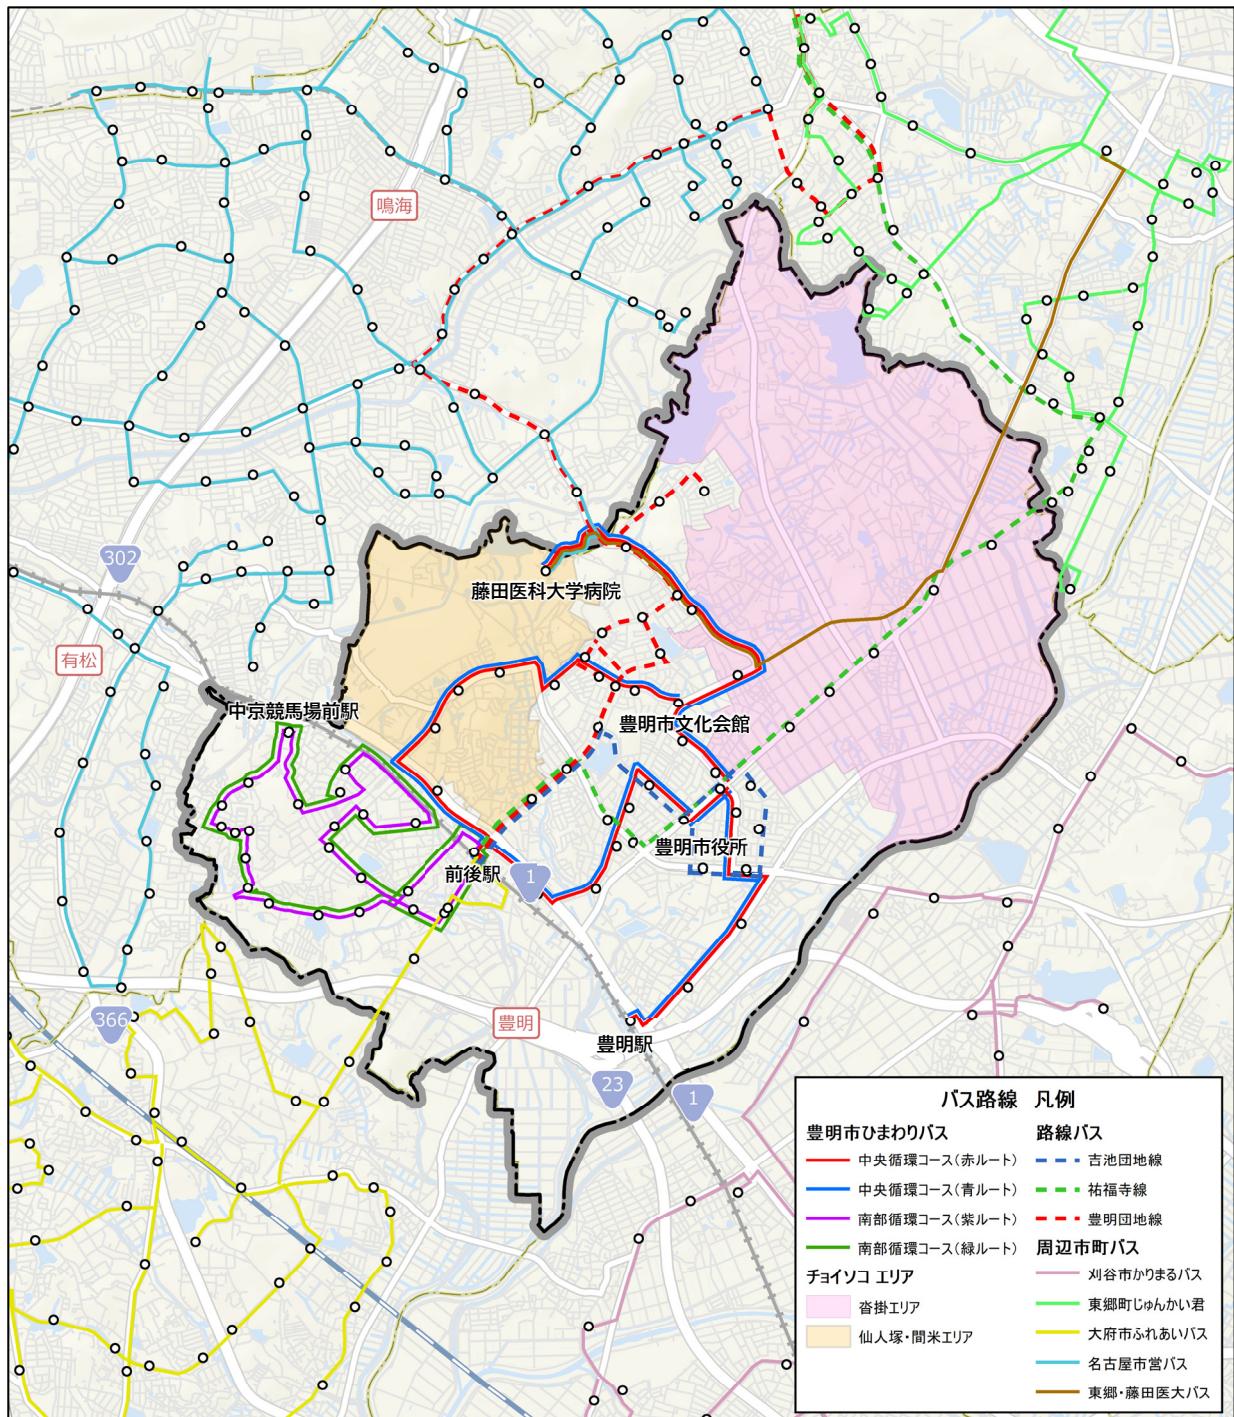 鳴海
302
有松
藤田医科大学病院
中京競馬場前駅
豊明市文化会館
豊明市役所
前後駅
1
366
豊明
豊明駅
23
1
バス路線 凡例
豊明市ひまわりバス
中央循環コース(赤ルート)
中央循環コース(青ルート)
南部循環コース(紫ルート)
南部循環コース(緑ルート)
チョイソコ エリア
沓掛エリア
仙人塚・間米エリア
路線バス
吉池団地線
祐福寺線
豊明団地線
周辺市町バス
刈谷市かりまるバス
東郷町じゅんかい君
大府市ふれあいバス
名古屋市営バス
東郷・藤田医大バス